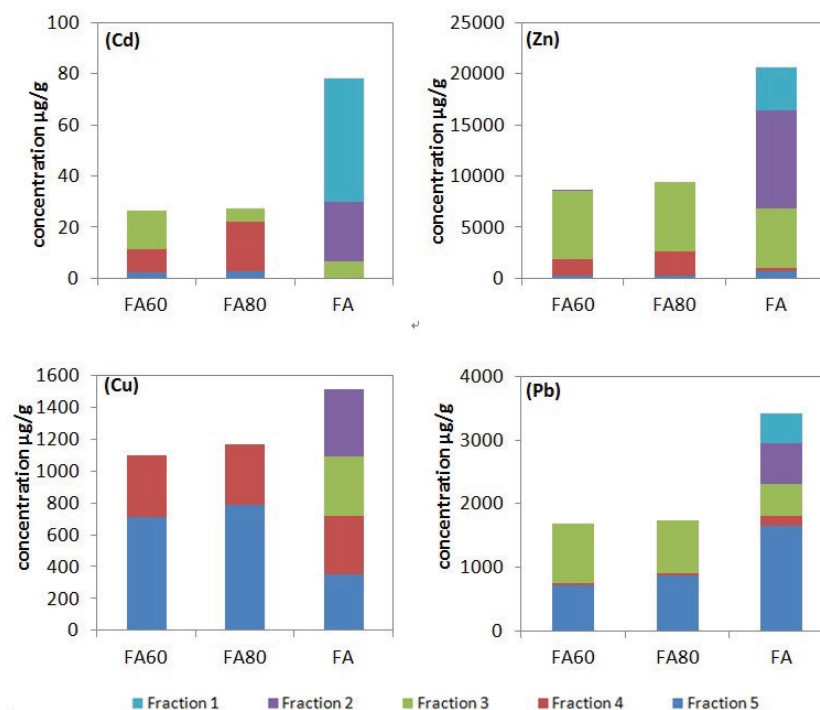 (Cd)
concentration µg/g
100
80
60
40
20
0
FA60 FA80 FA
(Zn)
concentration µg/g
25000
20000
15000
10000
5000
0
FA60 FA80 FA
(Cu)
concentration µg/g
1600
1400
1200
1000
800
600
400
200
0
FA60 FA80 FA
(Pb)
concentration µg/g
4000
3000
2000
1000
0
FA60 FA80 FA
Fraction 1 Fraction 2 Fraction 3 Fraction 4 Fraction 5